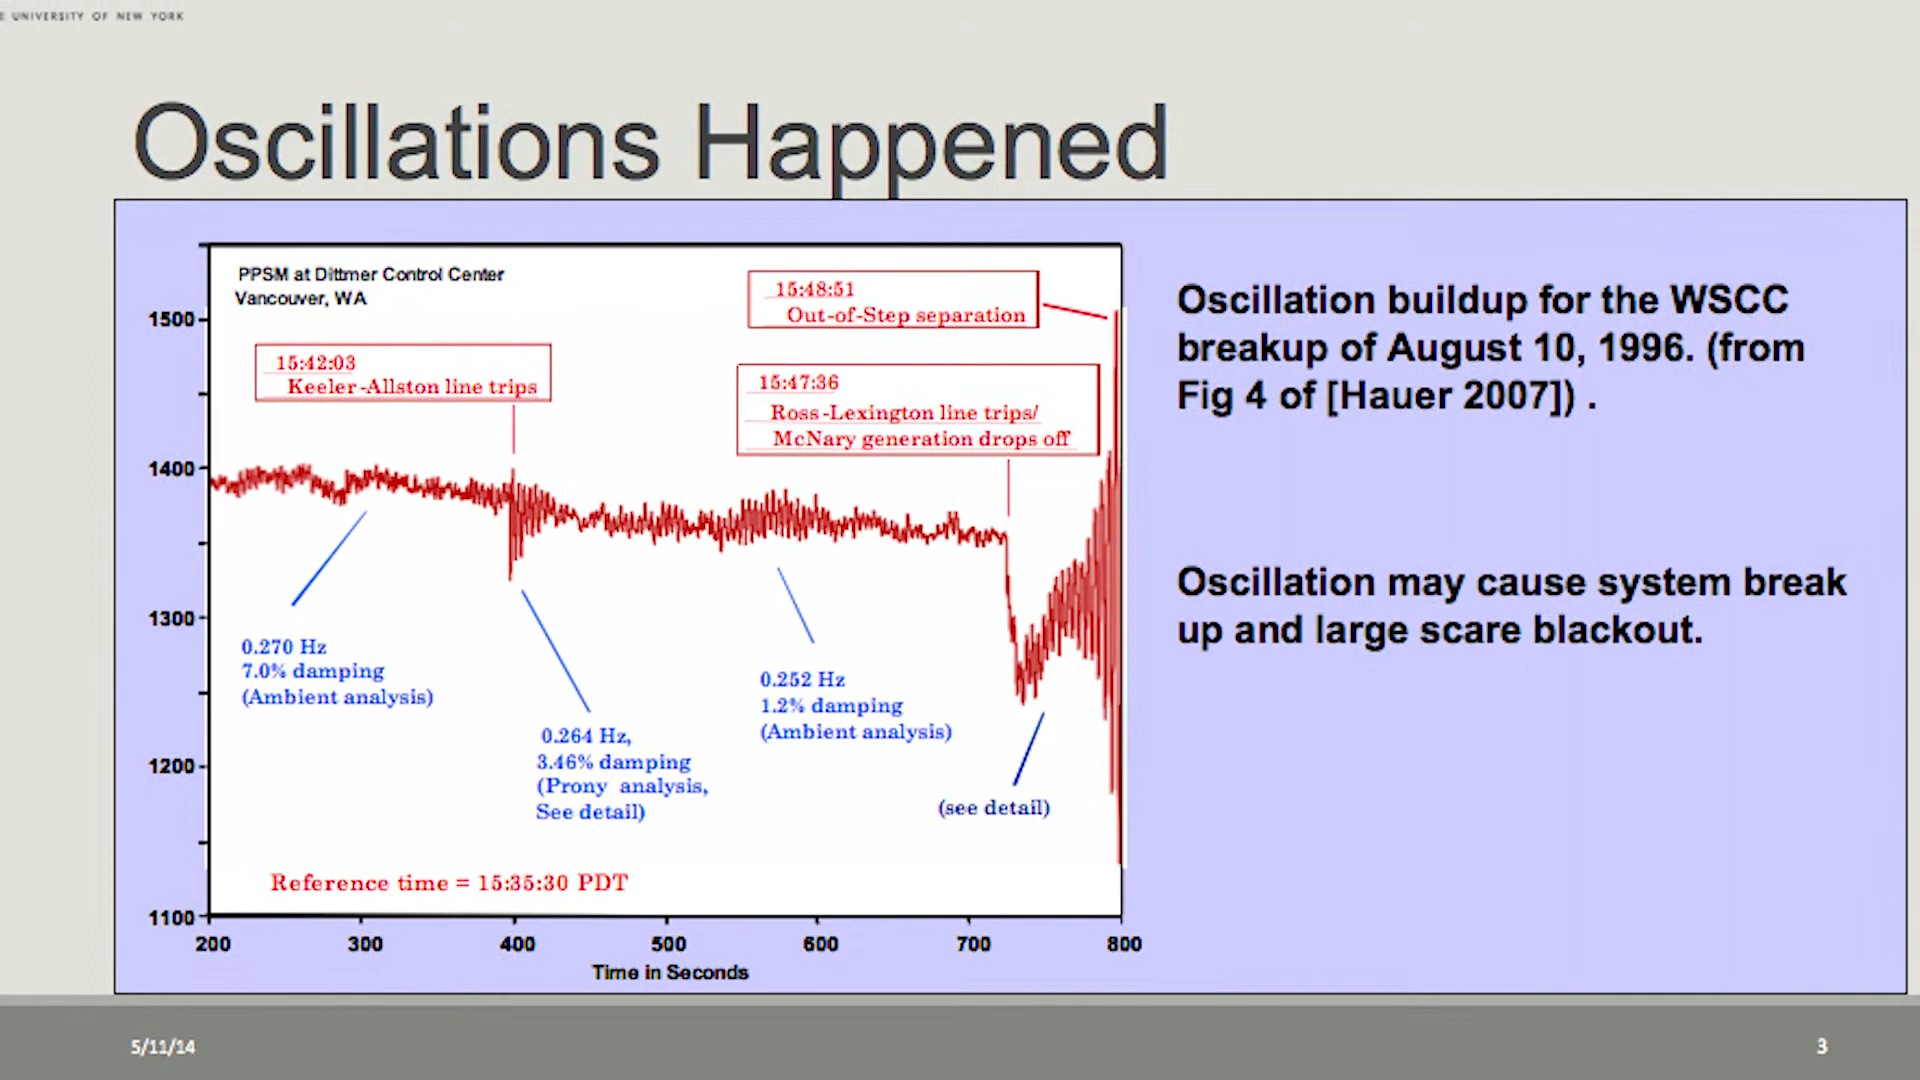 UNIVERSITY OF NEW YORK
Oscillations Happened
PPSM at Dittmer Control Center
Vancouver, WA
15:48:51
Out-of-Step separation
15:42:03
Keeler-Allston line trips
15:47:36
Ross-Lexington line trips/
McNary generation drops off
1500
1400
1300
1200
1100
0.270 Hz
7.0% damping
(Ambient analysis)
0.264 Hz,
3.46% damping
(Prony analysis,
See detail)
0.252 Hz
1.2% damping
(Ambient analysis)
(see detail)
Reference time = 15:35:30 PDT
200 300 400 500 600 700 800
Time in Seconds
Oscillation buildup for the WSCC
breakup of August 10, 1996. (from
Fig 4 of [Hauer 2007]) .
Oscillation may cause system break
up and large scare blackout.
5/11/14
3